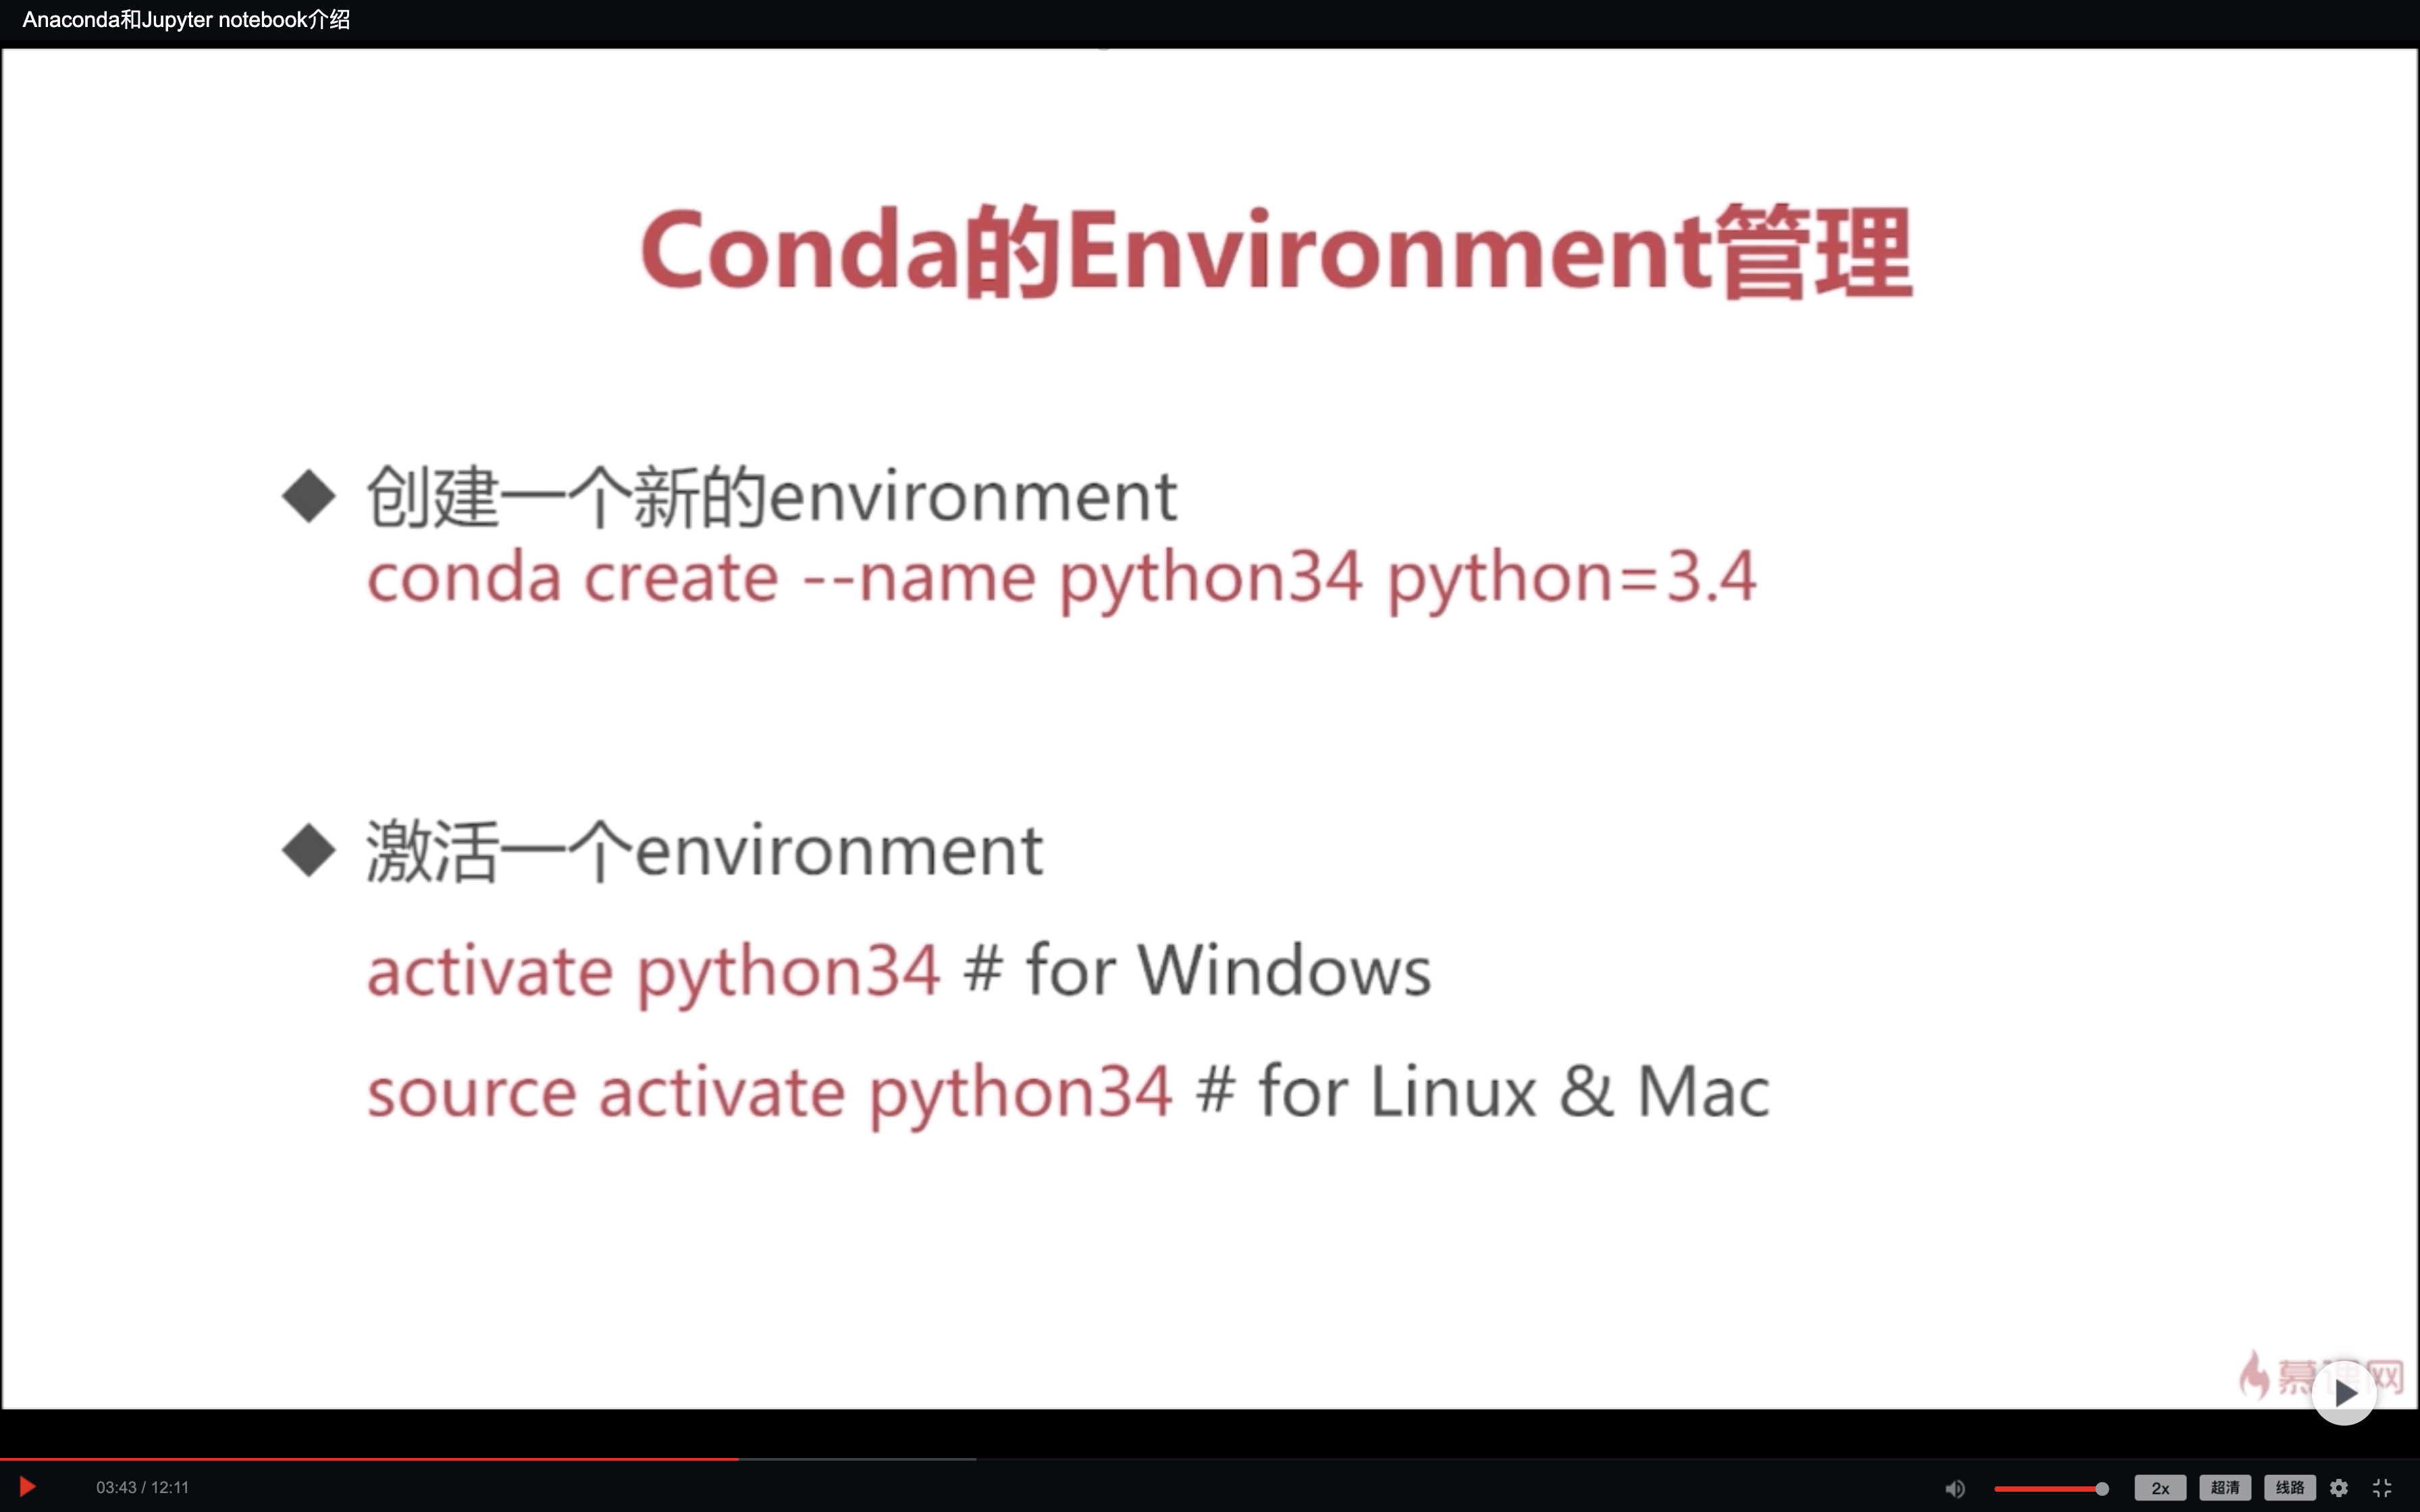 Anaconda和Jupyter notebook介绍
Conda的Environment管理
◆ 创建一个新的environment
conda create --name python34 python=3.4
◆ 激活一个environment
activate python34 # for Windows
source activate python34 # for Linux & Mac
慕课网
03:43 / 12:11
2x 超清 线路